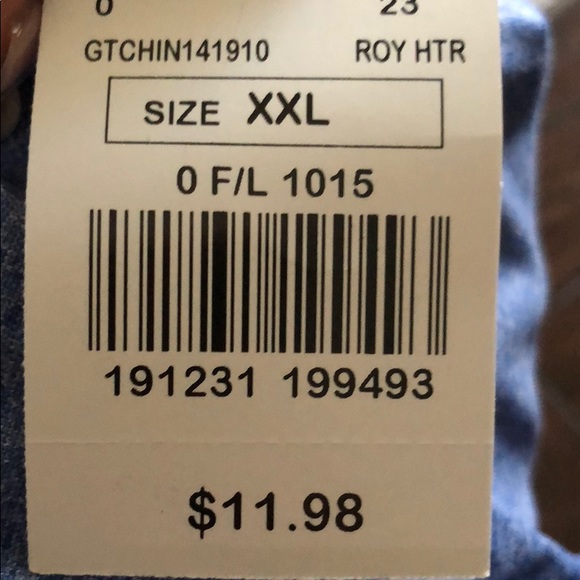 0 23
GTCHIN141910 ROY HTR
SIZE XXL
0 F/L 1015
191231 199493
$11.98